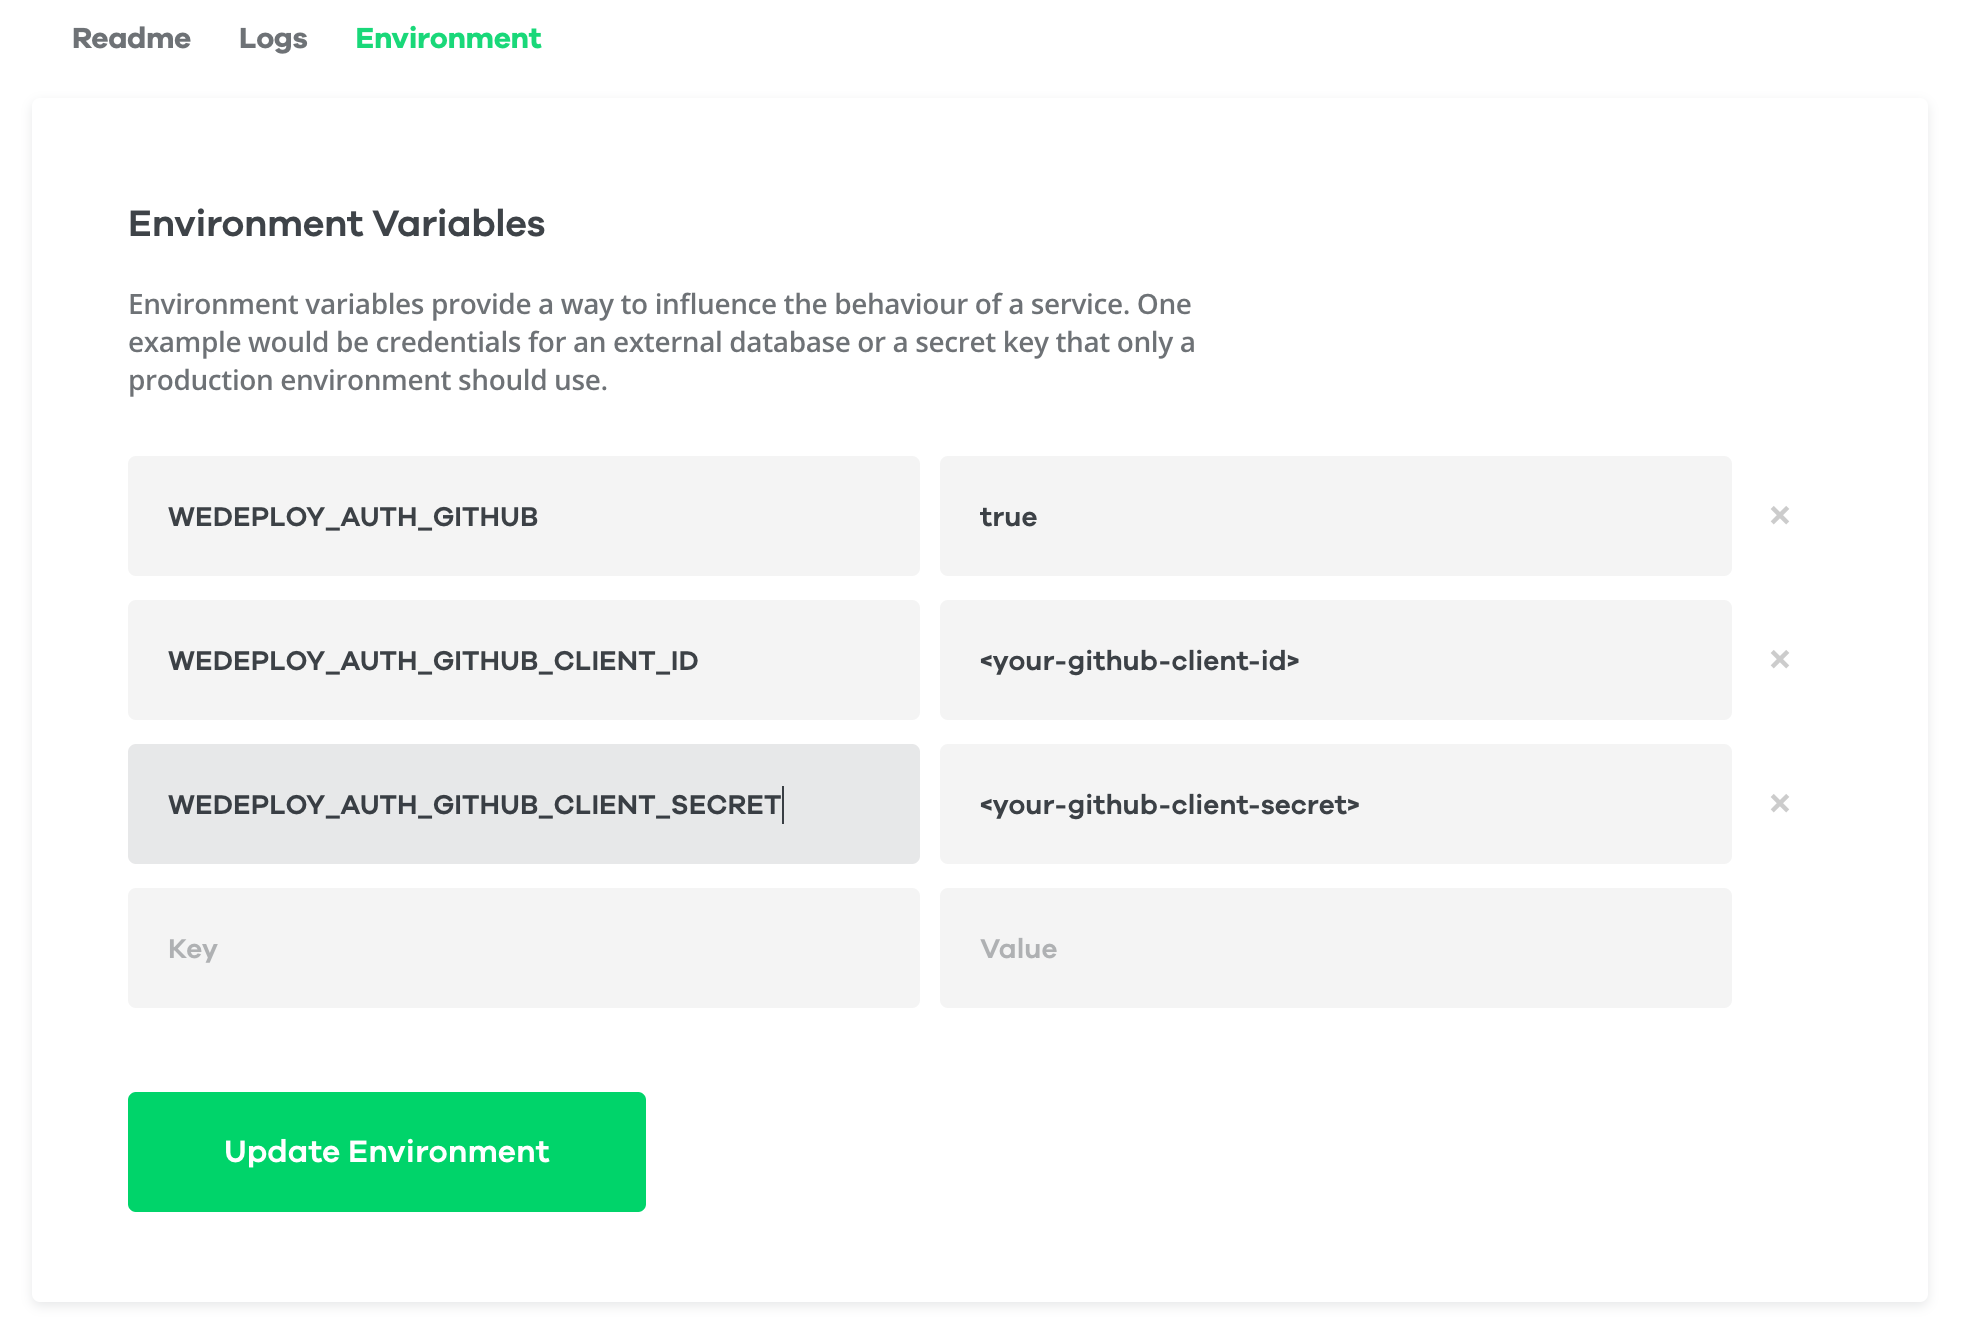 Readme Logs Environment
Environment Variables
Environment variables provide a way to influence the behaviour of a service. One
example would be credentials for an external database or a secret key that only a
production environment should use.
WEDEPLOY_AUTH_GITHUB true ×
WEDEPLOY_AUTH_GITHUB_CLIENT_ID <your-github-client-id> ×
WEDEPLOY_AUTH_GITHUB_CLIENT_SECRET <your-github-client-secret> ×
Key Value
Update Environment